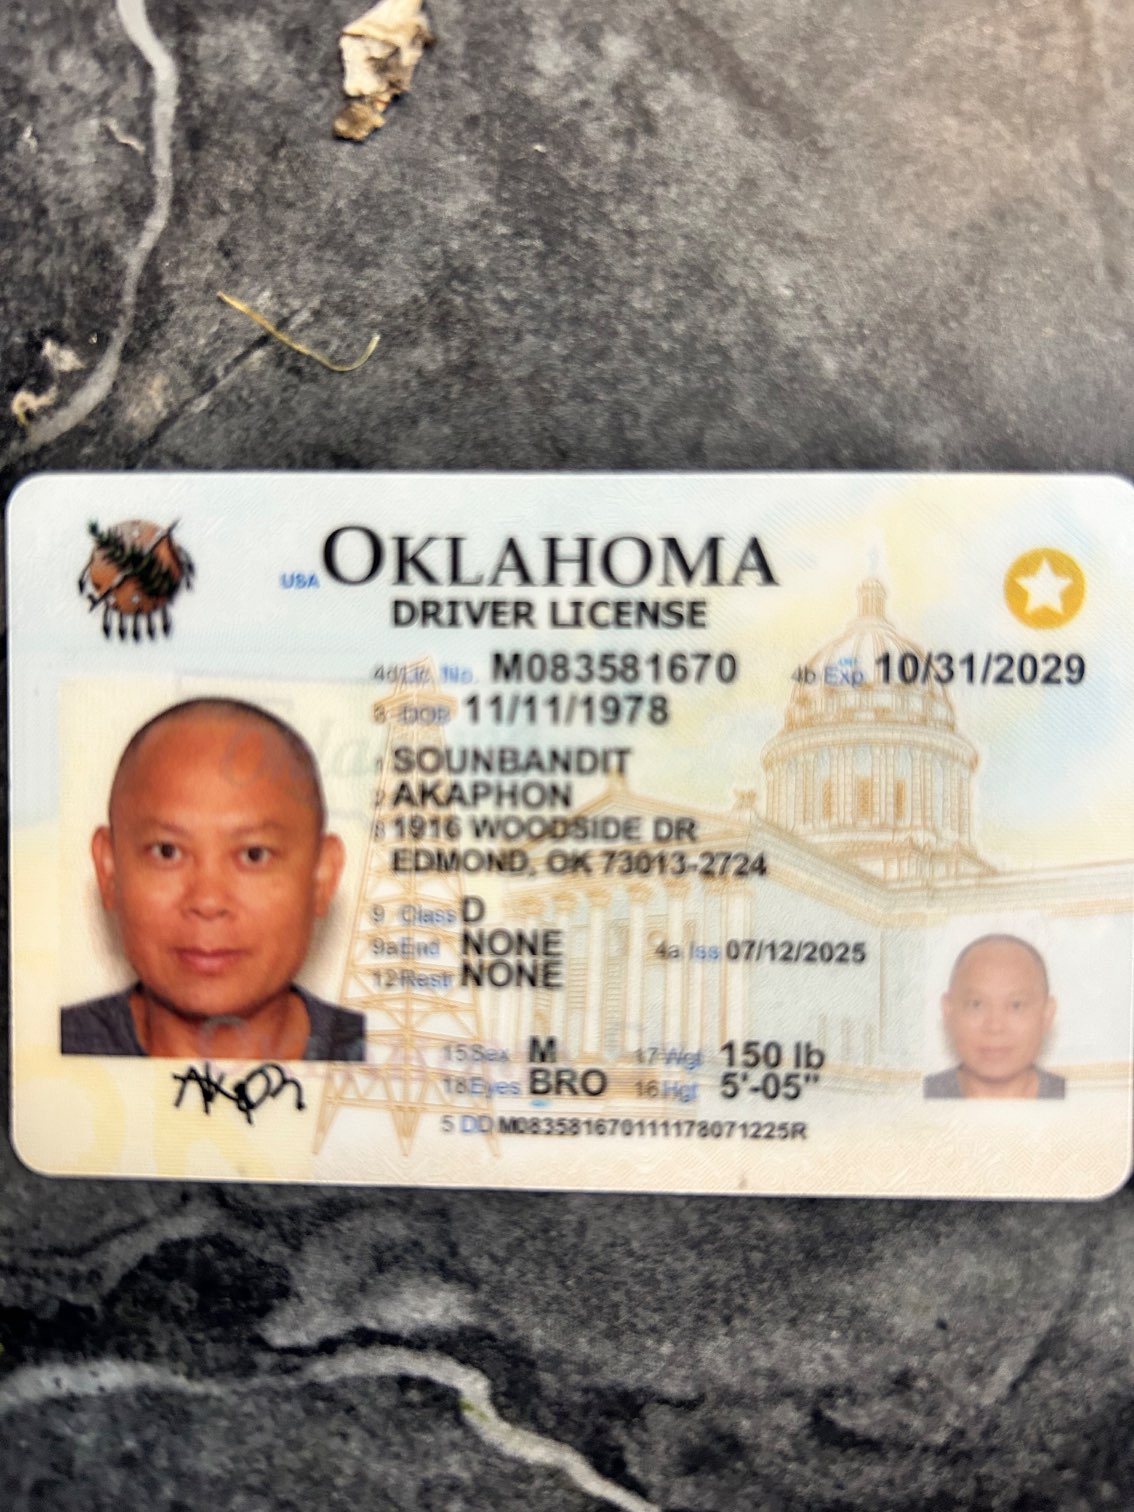 USA OKLAHOMA
DRIVER LICENSE
4d Lic. No. M083581670 4b Exp 10/31/2029
3 DOB 11/11/1978
1 SOUNBANDIT
2 AKAPHON
8 1916 WOODSIDE DR
EDMOND, OK 73013-2724
9 Class D
9a End NONE 4a Iss 07/12/2025
12 Rest NONE
15 Sex M 17 Wgt 150 lb
18 Eyes BRO 16 Hgt 5'-05"
5 DD M083581670111178071225R